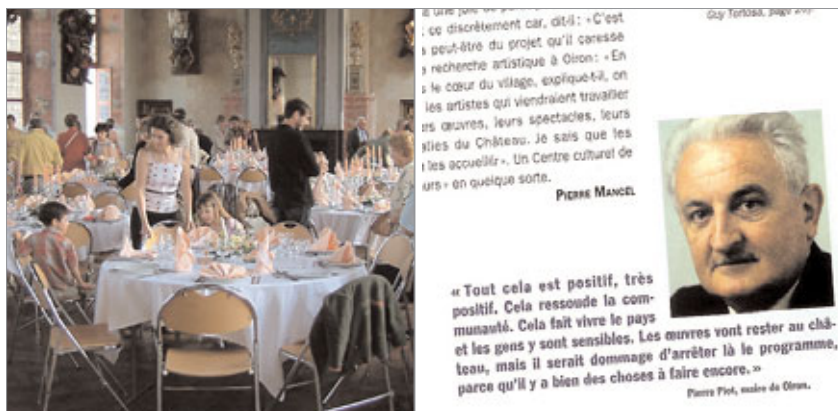 Guy Tortosa, page
ce discrètement car, dit-il : « C'est
peut-être du projet qu'il caresse
recherche artistique à Oiron : « En
le cœur du village, explique-t-il, on
les artistes qui viendraient travailler
œuvres, leurs spectacles, leurs
du Château. Je sais que les
les accueillir ». Un Centre culturel de
en quelque sorte.
PIERRE MANCEL
« Tout cela est positif, très
positif. Cela ressoude la com-
munauté. Cela fait vivre le pays
et les gens y sont sensibles. Les œuvres vont rester au châ-
teau, mais il serait dommage d'arrêter là le programme,
parce qu'il y a bien des choses à faire encore. »
Pierre Piot, maire de Oiron.